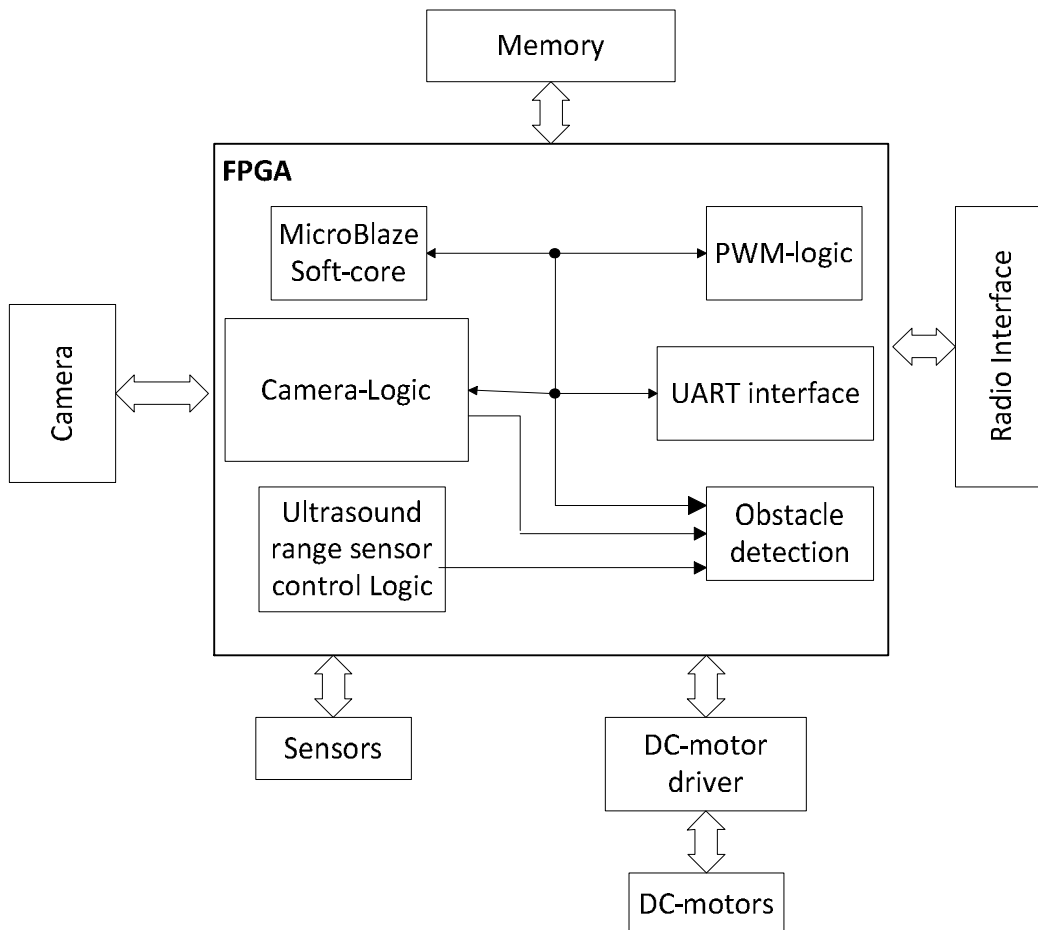 Memory
FPGA
MicroBlaze
Soft-core
PWM-logic
Camera
Camera-Logic
UART interface
Radio Interface
Ultrasound
range sensor
control Logic
Obstacle
detection
Sensors
DC-motor
driver
DC-motors